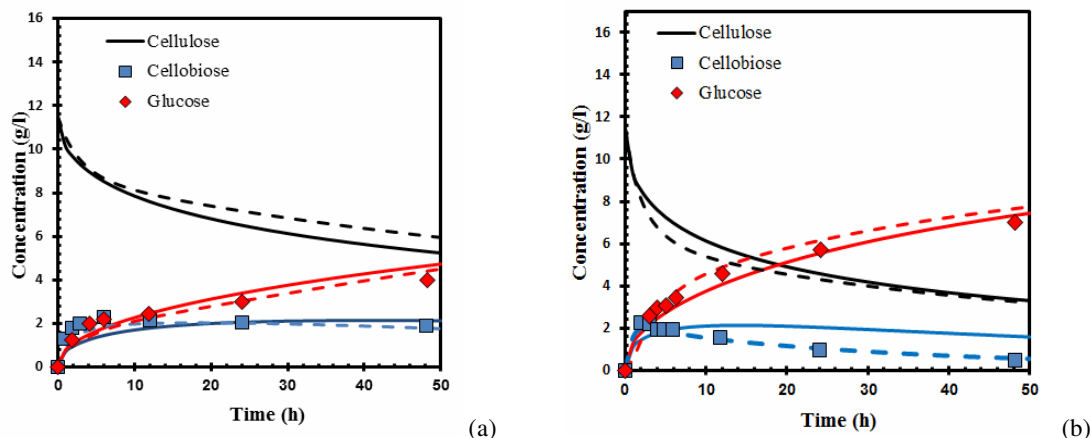 16
14
12
10
8
6
4
2
0
Concentration (g/l)
Cellulose
Cellobiose
Glucose
0 10 20 30 40 50
Time (h)
(a)
16
14
12
10
8
6
4
2
0
Concentration (g/l)
Cellulose
Cellobiose
Glucose
0 10 20 30 40 50
Time (h)
(b)